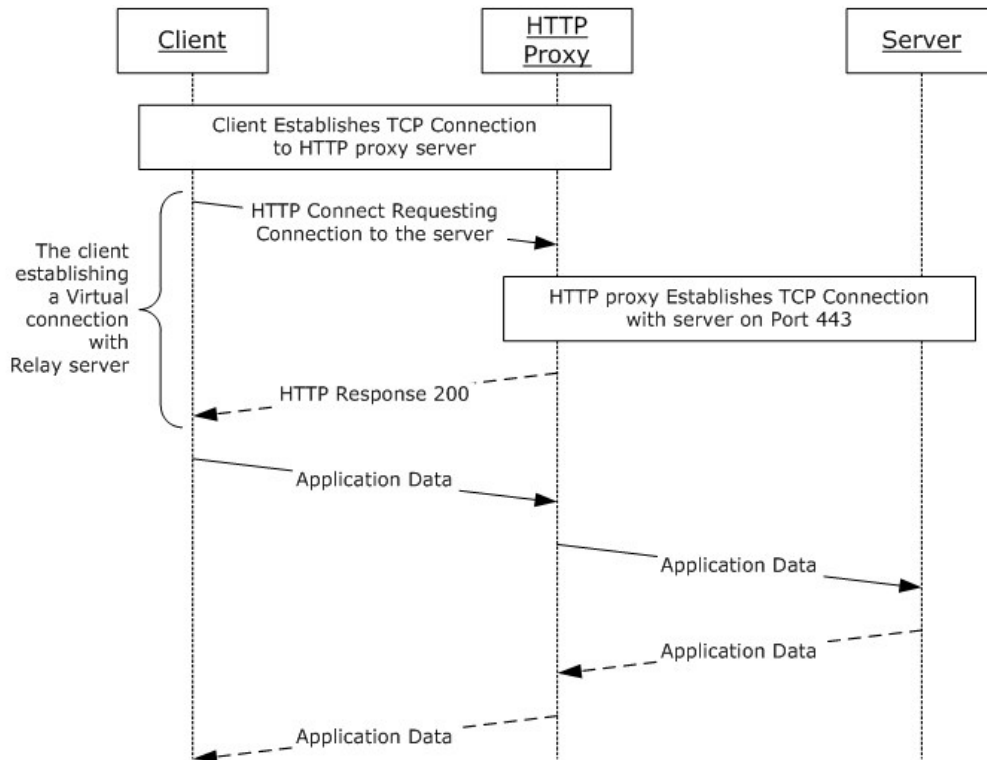 Client
HTTP
Proxy
Server
Client Establishes TCP Connection
to HTTP proxy server
HTTP Connect Requesting
Connection to the server
The client
establishing
a Virtual
connection
with
Relay server
HTTP proxy Establishes TCP Connection
with server on Port 443
HTTP Response 200
Application Data
Application Data
Application Data
Application Data